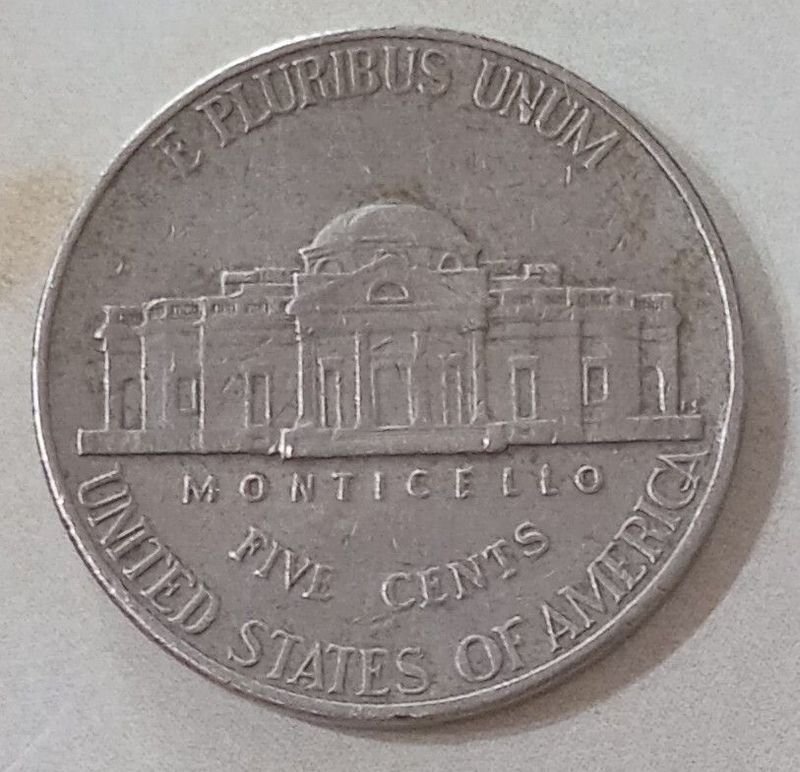 E PLURIBUS UNUM
MONTICELLO
FIVE CENTS
UNITED STATES OF AMERICA